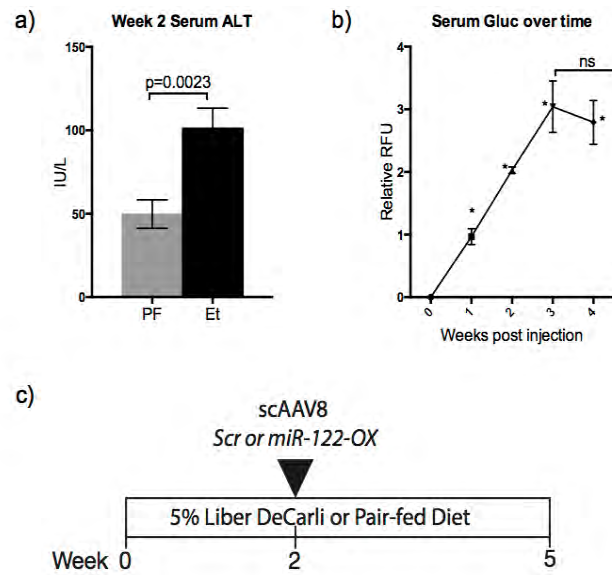 a)
Week 2 Serum ALT
p=0.0023
150
100
50
0
IU/L
PF
Et
b)
Serum Gluc over time
ns
4
3
2
1
0
Relative RFU
*
*
*
*
0
1
2
3
4
Weeks post injection
c)
scAAV8
Scr or miR-122-OX
5% Liber DeCarli or Pair-fed Diet
Week 0
2
5